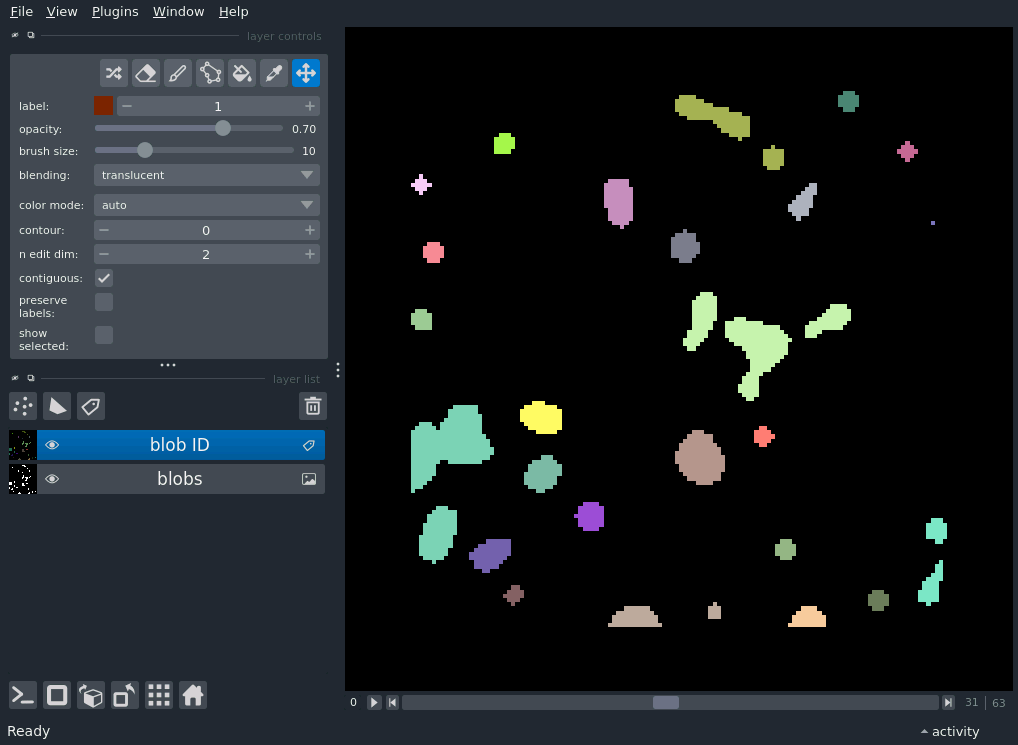 File View Plugins Window Help
layer controls
label: 1
opacity: 0.70
brush size: 10
blending: translucent
color mode: auto
contour: 0
n edit dim: 2
contiguous:
preserve
labels:
show
selected:
layer list
blob ID
blobs
0 31 | 63
Ready activity